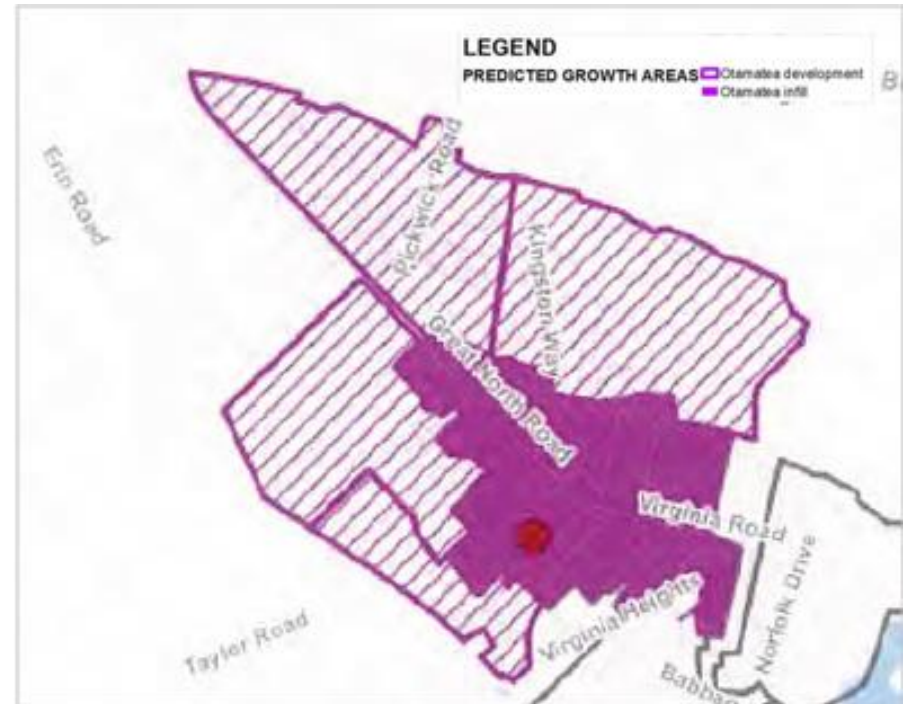 LEGEND
PREDICTED GROWTH AREAS
Otamatea development
Otamatea infill
Erin Road
Pickwick Road
Kingston Way
Great North Road
Virginia Road
Norfolk Drive
Virginia Heights
Taylor Road